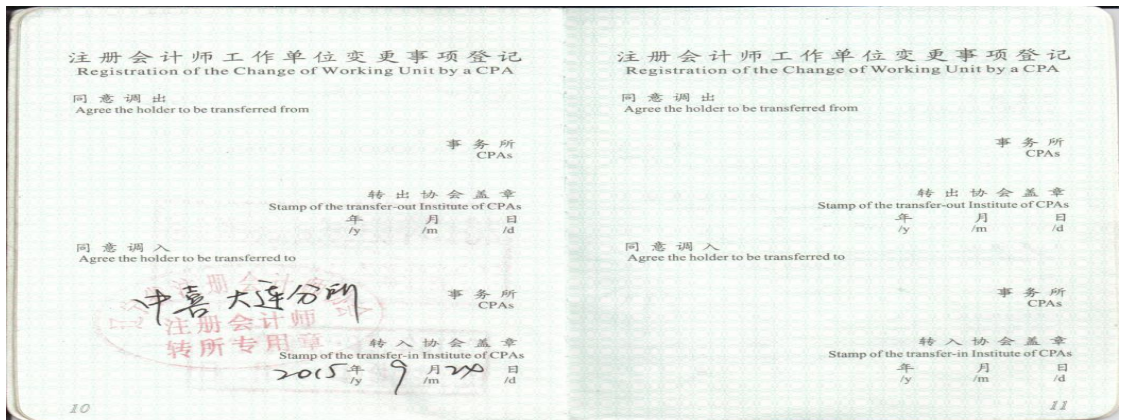 注册会计师工作单位变更事项登记
Registration of the Change of Working Unit by a CPA
同意调出
Agree the holder to be transferred from
事务所
CPAs
转出协会盖章
Stamp of the transfer-out Institute of CPAs
年 月 日
/y /m /d
同意调入
Agree the holder to be transferred to
中喜大连分所 事务所
CPAs
注册会计师
转所专用章
转入协会盖章
Stamp of the transfer-in Institute of CPAs
2015年 9月 日
/y /m /d
10
注册会计师工作单位变更事项登记
Registration of the Change of Working Unit by a CPA
同意调出
Agree the holder to be transferred from
事务所
CPAs
转出协会盖章
Stamp of the transfer-out Institute of CPAs
年 月 日
/y /m /d
同意调入
Agree the holder to be transferred to
事务所
CPAs
转入协会盖章
Stamp of the transfer-in Institute of CPAs
年 月 日
/y /m /d
11